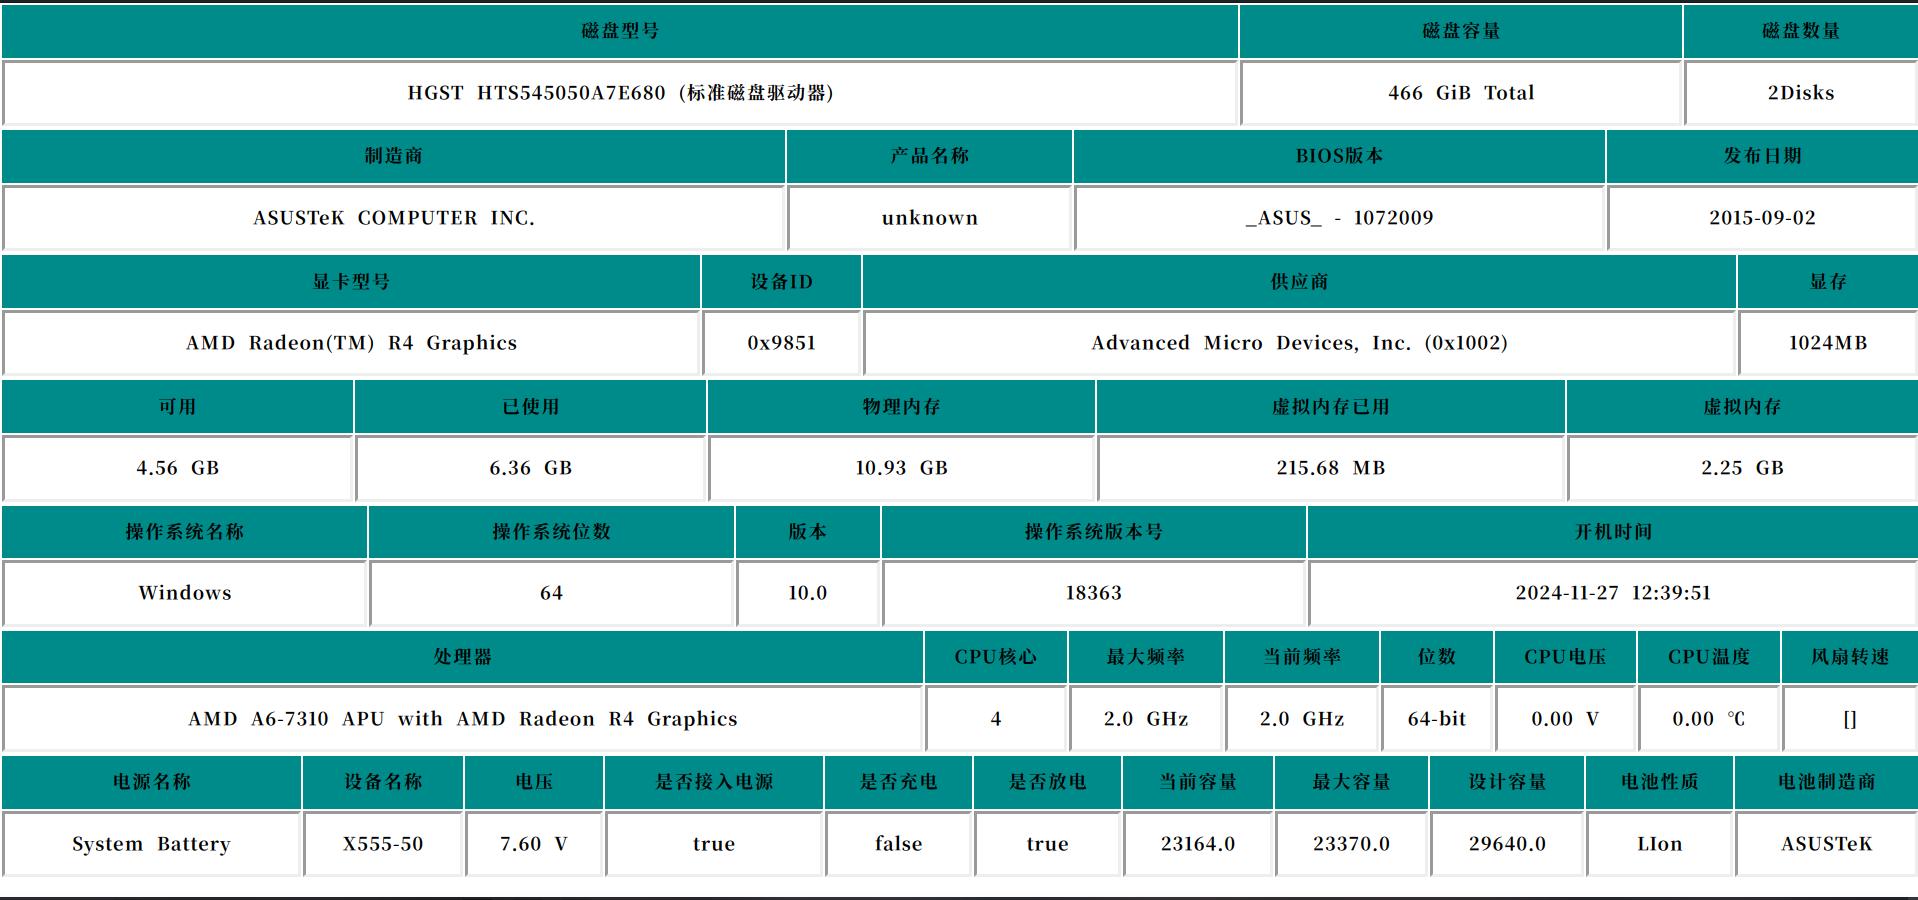 磁盘型号 磁盘容量 磁盘数量
HGST HTS545050A7E680 (标准磁盘驱动器) 466 GiB Total 2Disks
制造商 产品名称 BIOS版本 发布日期
ASUSTeK COMPUTER INC. unknown _ASUS_ - 1072009 2015-09-02
显卡型号 设备ID 供应商 显存
AMD Radeon(TM) R4 Graphics 0x9851 Advanced Micro Devices, Inc. (0x1002) 1024MB
可用 已使用 物理内存 虚拟内存已用 虚拟内存
4.56 GB 6.36 GB 10.93 GB 215.68 MB 2.25 GB
操作系统名称 操作系统位数 版本 操作系统版本号 开机时间
Windows 64 10.0 18363 2024-11-27 12:39:51
处理器 CPU核心 最大频率 当前频率 位数 CPU电压 CPU温度 风扇转速
AMD A6-7310 APU with AMD Radeon R4 Graphics 4 2.0 GHz 2.0 GHz 64-bit 0.00 V 0.00 ℃ []
电源名称 设备名称 电压 是否接入电源 是否充电 是否放电 当前容量 最大容量 设计容量 电池性质 电池制造商
System Battery X555-50 7.60 V true false true 23164.0 23370.0 29640.0 LIon ASUSTeK